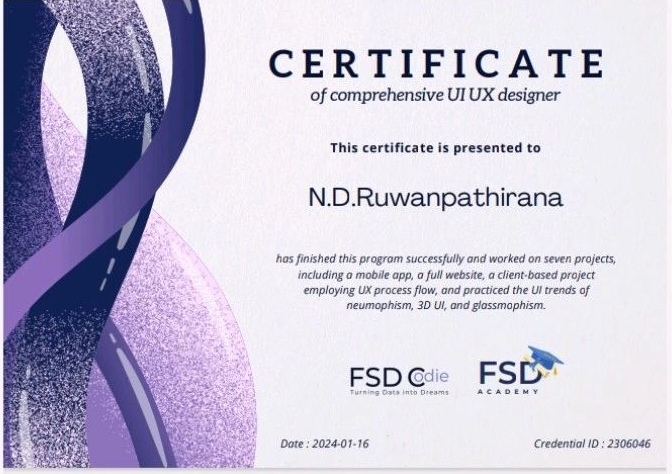 CERTIFICATE
of comprehensive UI UX designer
This certificate is presented to
N.D.Ruwanpathirana
has finished this program successfully and worked on seven projects,
including a mobile app, a full website, a client-based project
employing UX process flow, and practiced the UI trends of
neumophism, 3D UI, and glassmophism.
FSD Codie
Turning Data into Dreams
FSD
ACADEMY
Date : 2024-01-16
Credential ID : 2306046